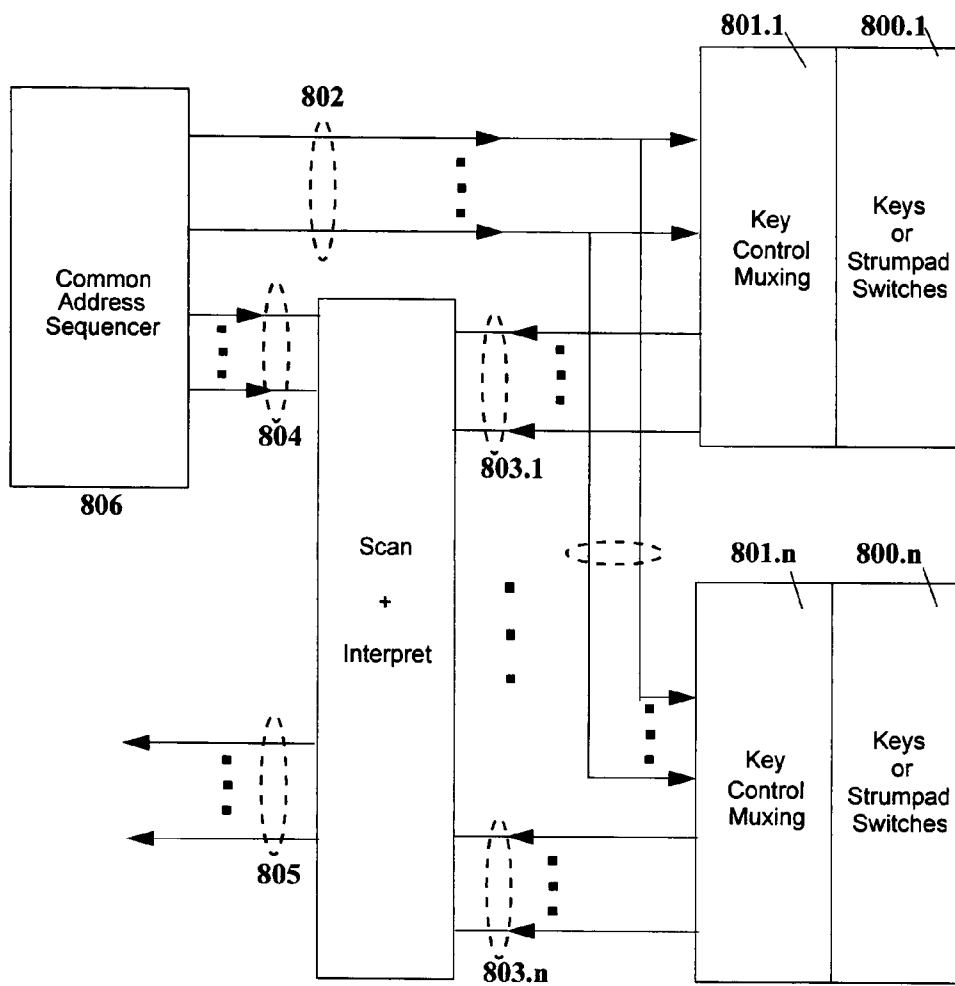 801.1
800.1
802
Common
Address
Sequencer
Key
Control
Muxing
Keys
or
Strumpad
Switches
804
803.1
806
Scan
+
Interpret
801.n
800.n
Key
Control
Muxing
Keys
or
Strumpad
Switches
805
803.n